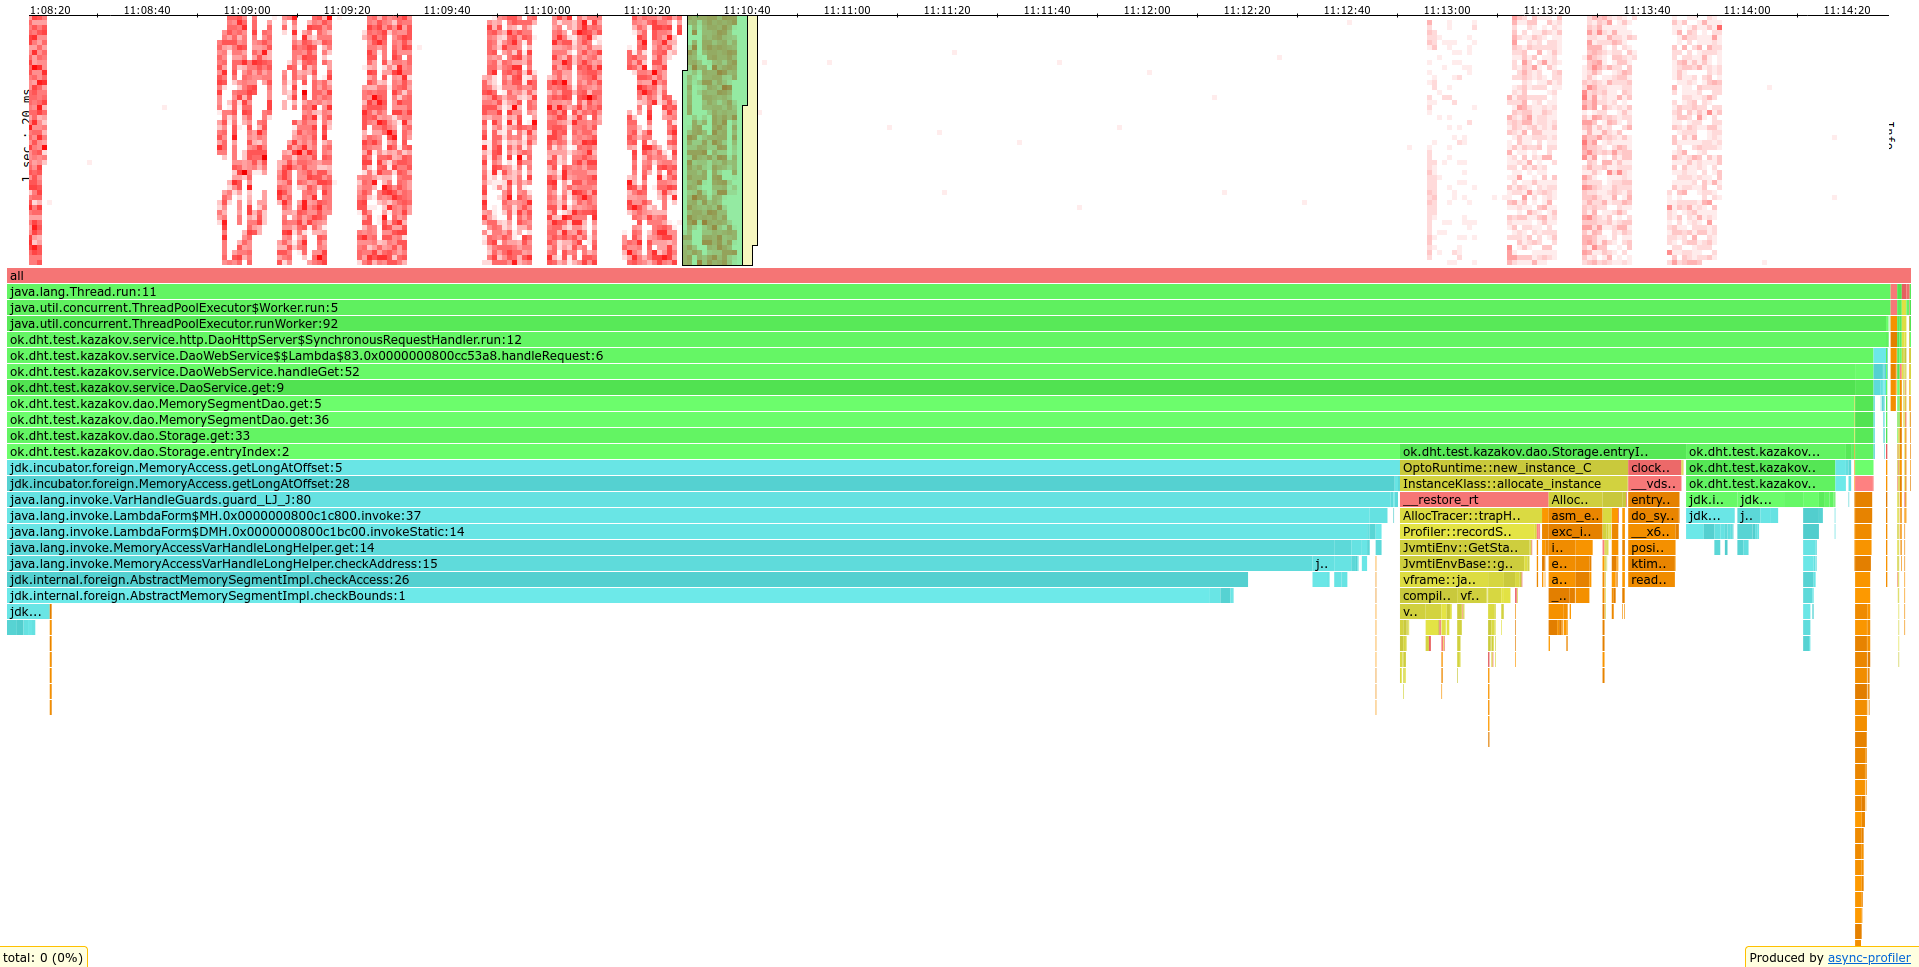 1:08:20 11:08:40 11:09:00 11:09:20 11:09:40 11:10:00 11:10:20 11:10:40 11:11:00 11:11:20 11:11:40 11:12:00 11:12:20 11:12:40 11:13:00 11:13:20 11:13:40 11:14:00 11:14:20
1 sec · 20 ms
Info
all
java.lang.Thread.run:11
java.util.concurrent.ThreadPoolExecutor$Worker.run:5
java.util.concurrent.ThreadPoolExecutor.runWorker:92
ok.dht.test.kazakov.service.http.DaoHttpServer$SynchronousRequestHandler.run:12
ok.dht.test.kazakov.service.DaoWebService$$Lambda$83.0x0000000800cc53a8.handleRequest:6
ok.dht.test.kazakov.service.DaoWebService.handleGet:52
ok.dht.test.kazakov.service.DaoService.get:9
ok.dht.test.kazakov.dao.MemorySegmentDao.get:5
ok.dht.test.kazakov.dao.MemorySegmentDao.get:36
ok.dht.test.kazakov.dao.Storage.get:33
ok.dht.test.kazakov.dao.Storage.entryIndex:2 ok.dht.test.kazakov.dao.Storage.entryI.. ok.dht.test.kazakov...
jdk.incubator.foreign.MemoryAccess.getLongAtOffset:5 OptoRuntime::new_instance_C clock.. ok.dht.test.kazakov..
jdk.incubator.foreign.MemoryAccess.getLongAtOffset:28 InstanceKlass::allocate_instance __vds.. ok.dht.test.kazakov..
java.lang.invoke.VarHandleGuards.guard_LJ_J:80 __restore_rt Alloc.. entry.. jdk.i.. jdk...
java.lang.invoke.LambdaForm$MH.0x0000000800c1c800.invoke:37 AllocTracer::trapH.. asm_e.. do_sy.. jdk... j..
java.lang.invoke.LambdaForm$DMH.0x0000000800c1bc00.invokeStatic:14 Profiler::recordS.. exc_i.. __x6..
java.lang.invoke.MemoryAccessVarHandleLongHelper.get:14 JvmtiEnv::GetSta.. i.. posi..
java.lang.invoke.MemoryAccessVarHandleLongHelper.checkAddress:15 j.. JvmtiEnvBase::g.. e.. ktim..
jdk.internal.foreign.AbstractMemorySegmentImpl.checkAccess:26 vframe::ja.. a.. read..
jdk.internal.foreign.AbstractMemorySegmentImpl.checkBounds:1 compil.. vf.. _..
jdk... v..
total: 0 (0%)
Produced by async-profiler